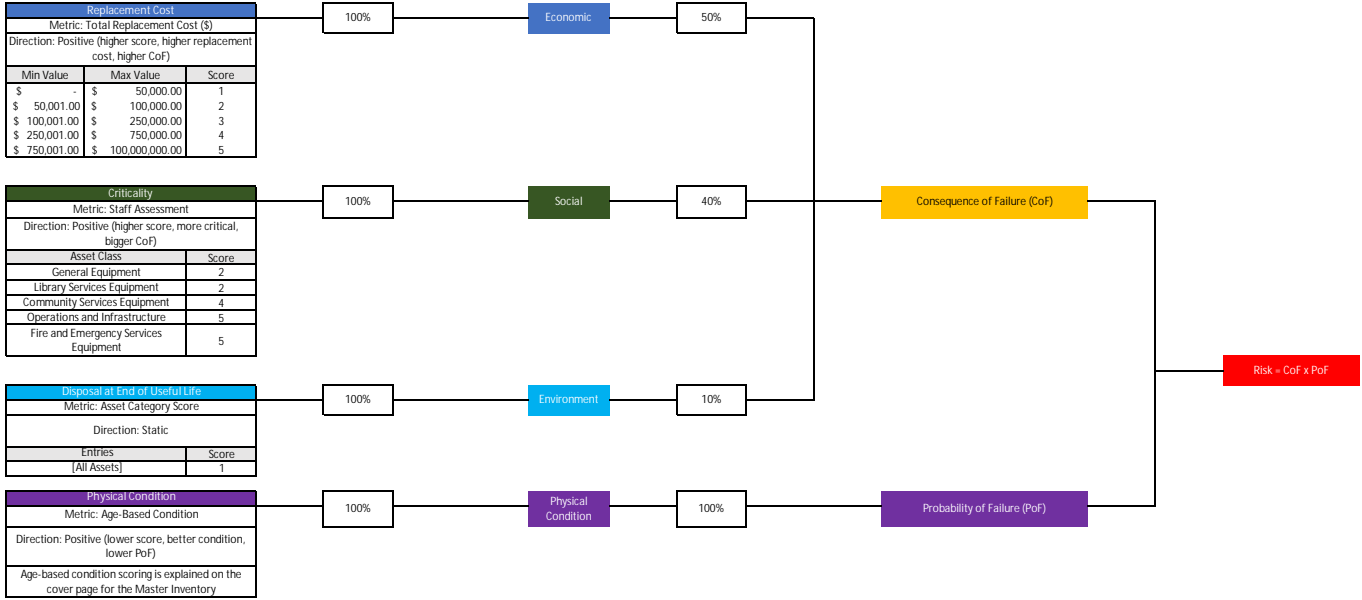 Replacement Cost
Metric: Total Replacement Cost ($)
Direction: Positive (higher score, higher replacement
cost, higher CoF)
Min Value Max Value Score
$ - $ 50,000.00 1
$ 50,001.00 $ 100,000.00 2
$ 100,001.00 $ 250,000.00 3
$ 250,001.00 $ 750,000.00 4
$ 750,001.00 $ 100,000,000.00 5
100%
Economic
50%
Criticality
Metric: Staff Assessment
Direction: Positive (higher score, more critical,
bigger CoF)
Asset Class Score
General Equipment 2
Library Services Equipment 2
Community Services Equipment 4
Operations and Infrastructure 5
Fire and Emergency Services
Equipment 5
100%
Social
40%
Consequence of Failure (CoF)
Disposal at End of Useful Life
Metric: Asset Category Score
Direction: Static
Entries Score
[All Assets] 1
100%
Environment
10%
Risk = CoF x PoF
Physical Condition
Metric: Age-Based Condition
Direction: Positive (lower score, better condition,
lower PoF)
Age-based condition scoring is explained on the
cover page for the Master Inventory
100%
Physical
Condition
100%
Probability of Failure (PoF)